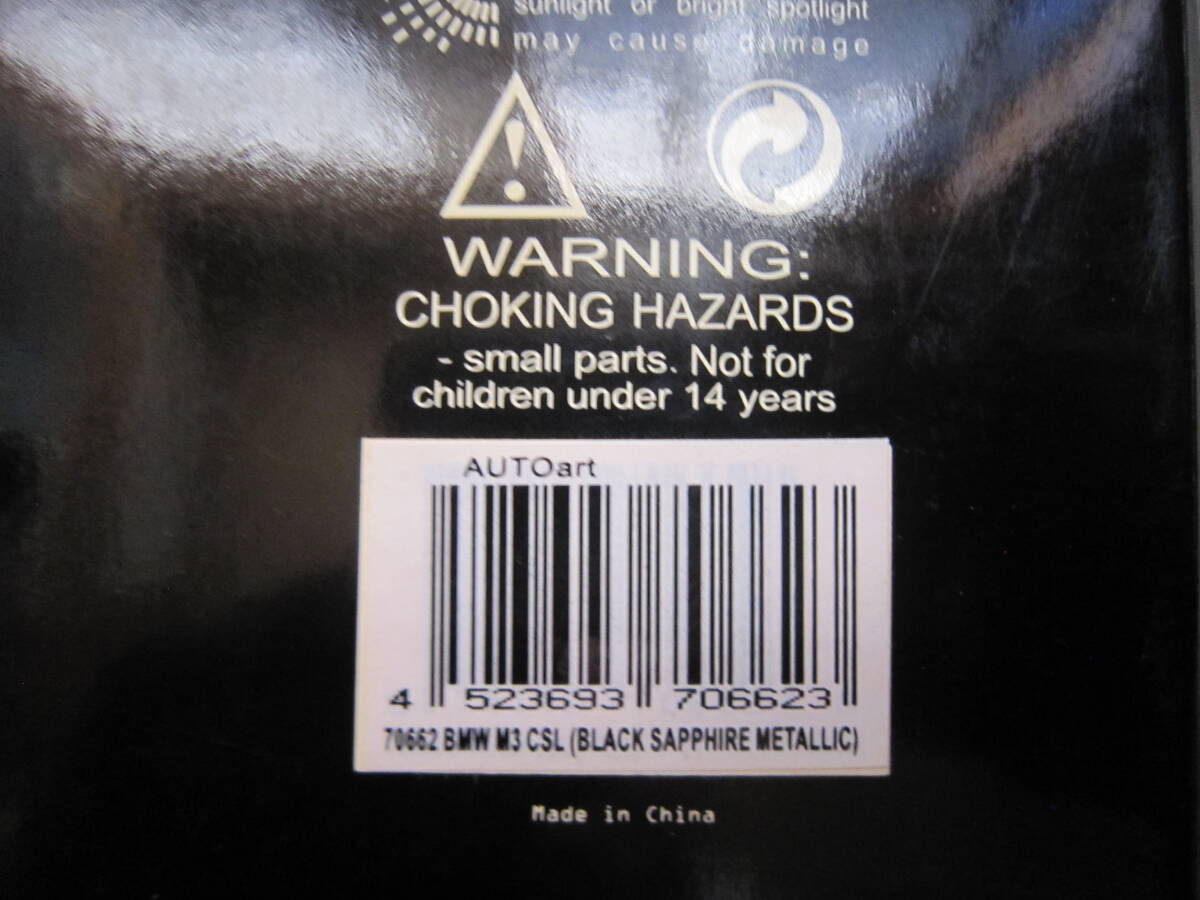 sunlight or bright spotlight
may cause damage
WARNING:
CHOKING HAZARDS
- small parts. Not for
children under 14 years
AUTOart
4 523693 706623
70662 BMW M3 CSL (BLACK SAPPHIRE METALLIC)
Made in China